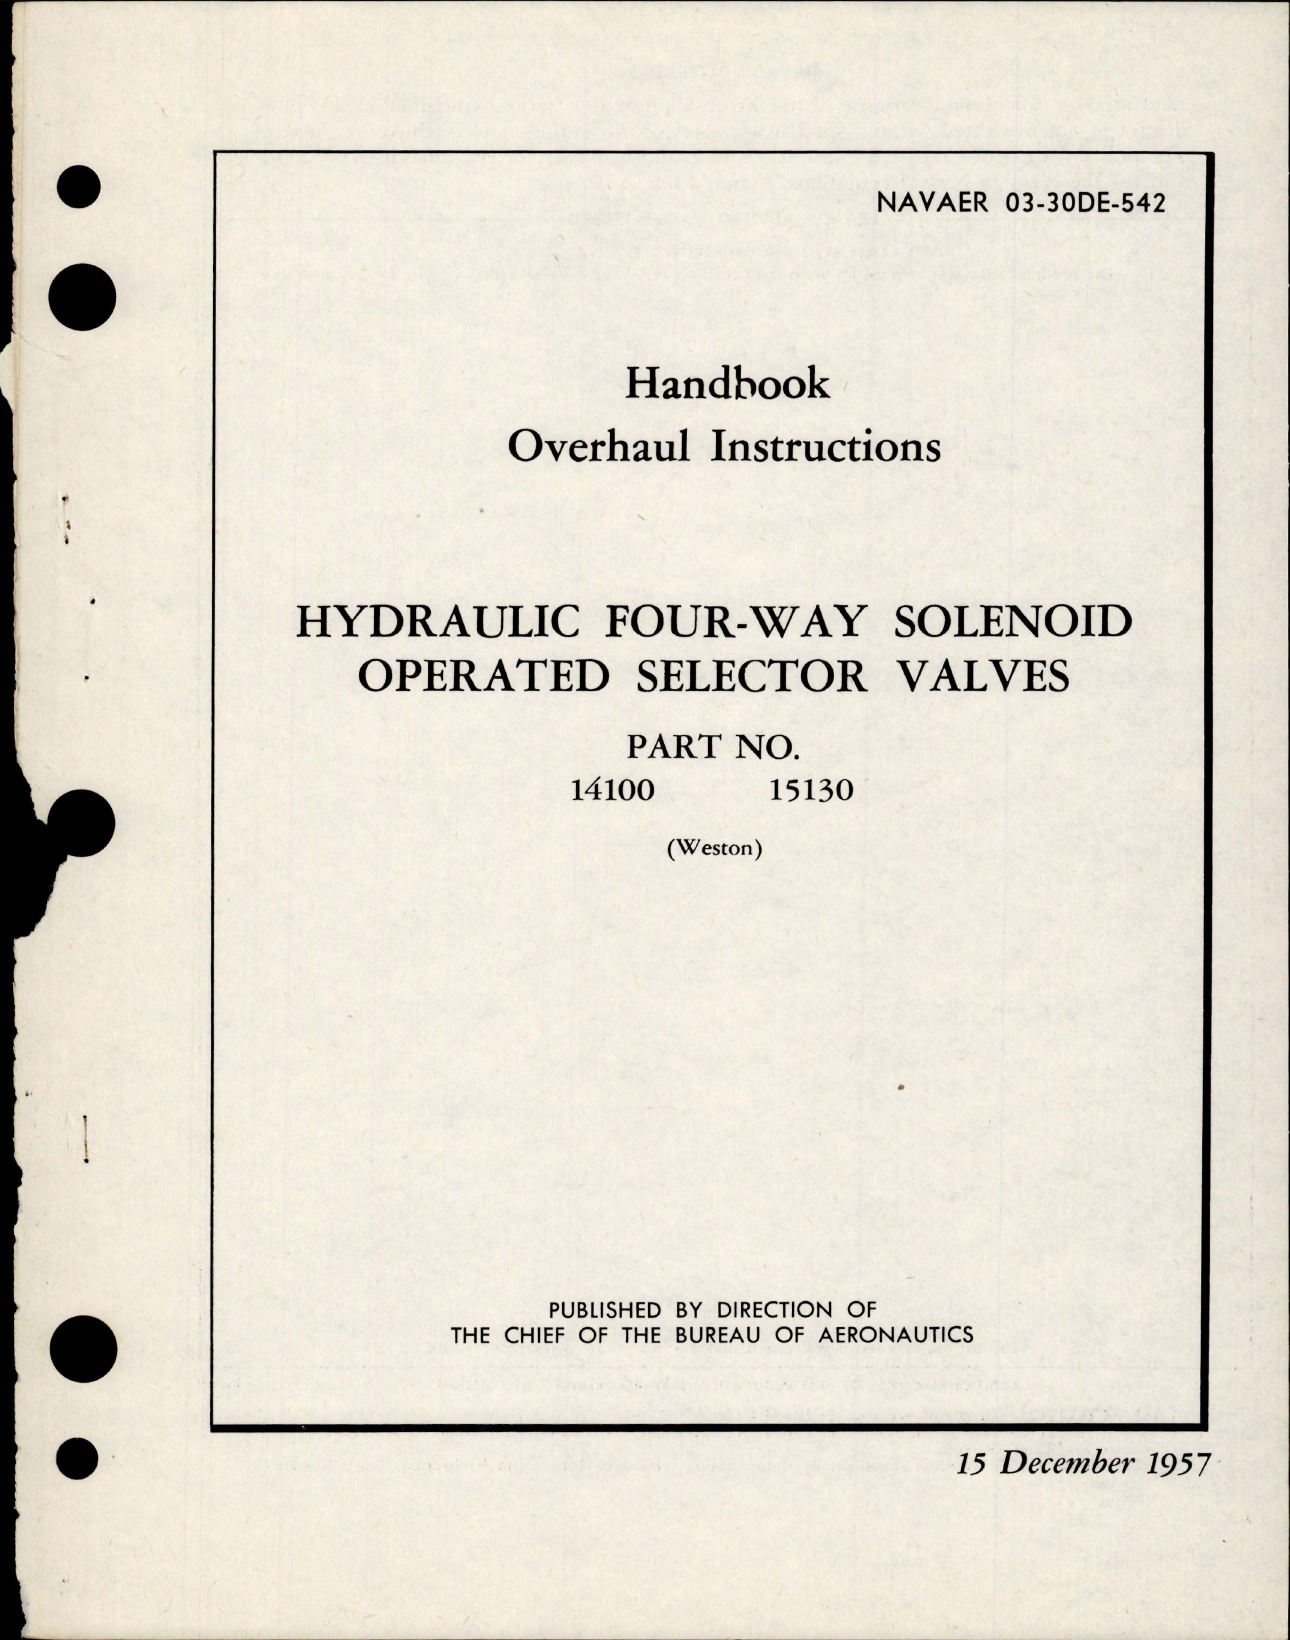 NAVAER 03-30DE-542
Handbook
Overhaul Instructions
HYDRAULIC FOUR-WAY SOLENOID
OPERATED SELECTOR VALVES
PART NO.
14100 15130
(Weston)
PUBLISHED BY DIRECTION OF
THE CHIEF OF THE BUREAU OF AERONAUTICS
15 December 1957